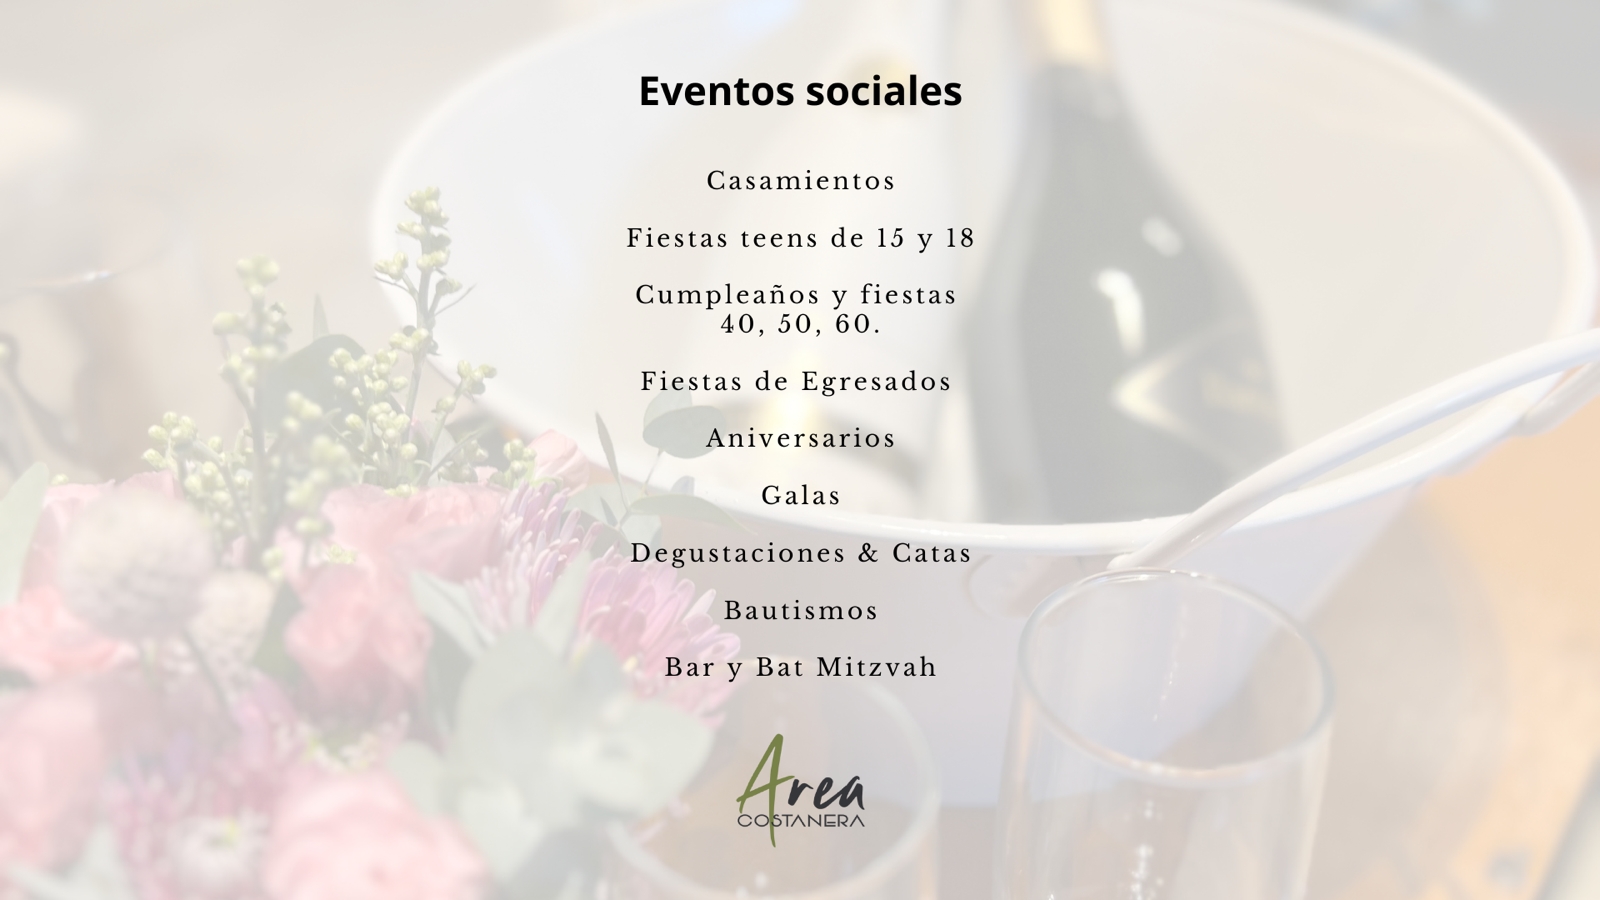 Eventos sociales
Casamientos
Fiestas teens de 15 y 18
Cumpleaños y fiestas
40, 50, 60.
Fiestas de Egresados
Aniversarios
Galas
Degustaciones & Catas
Bautismos
Bar y Bat Mitzvah
Area
COSTANERA